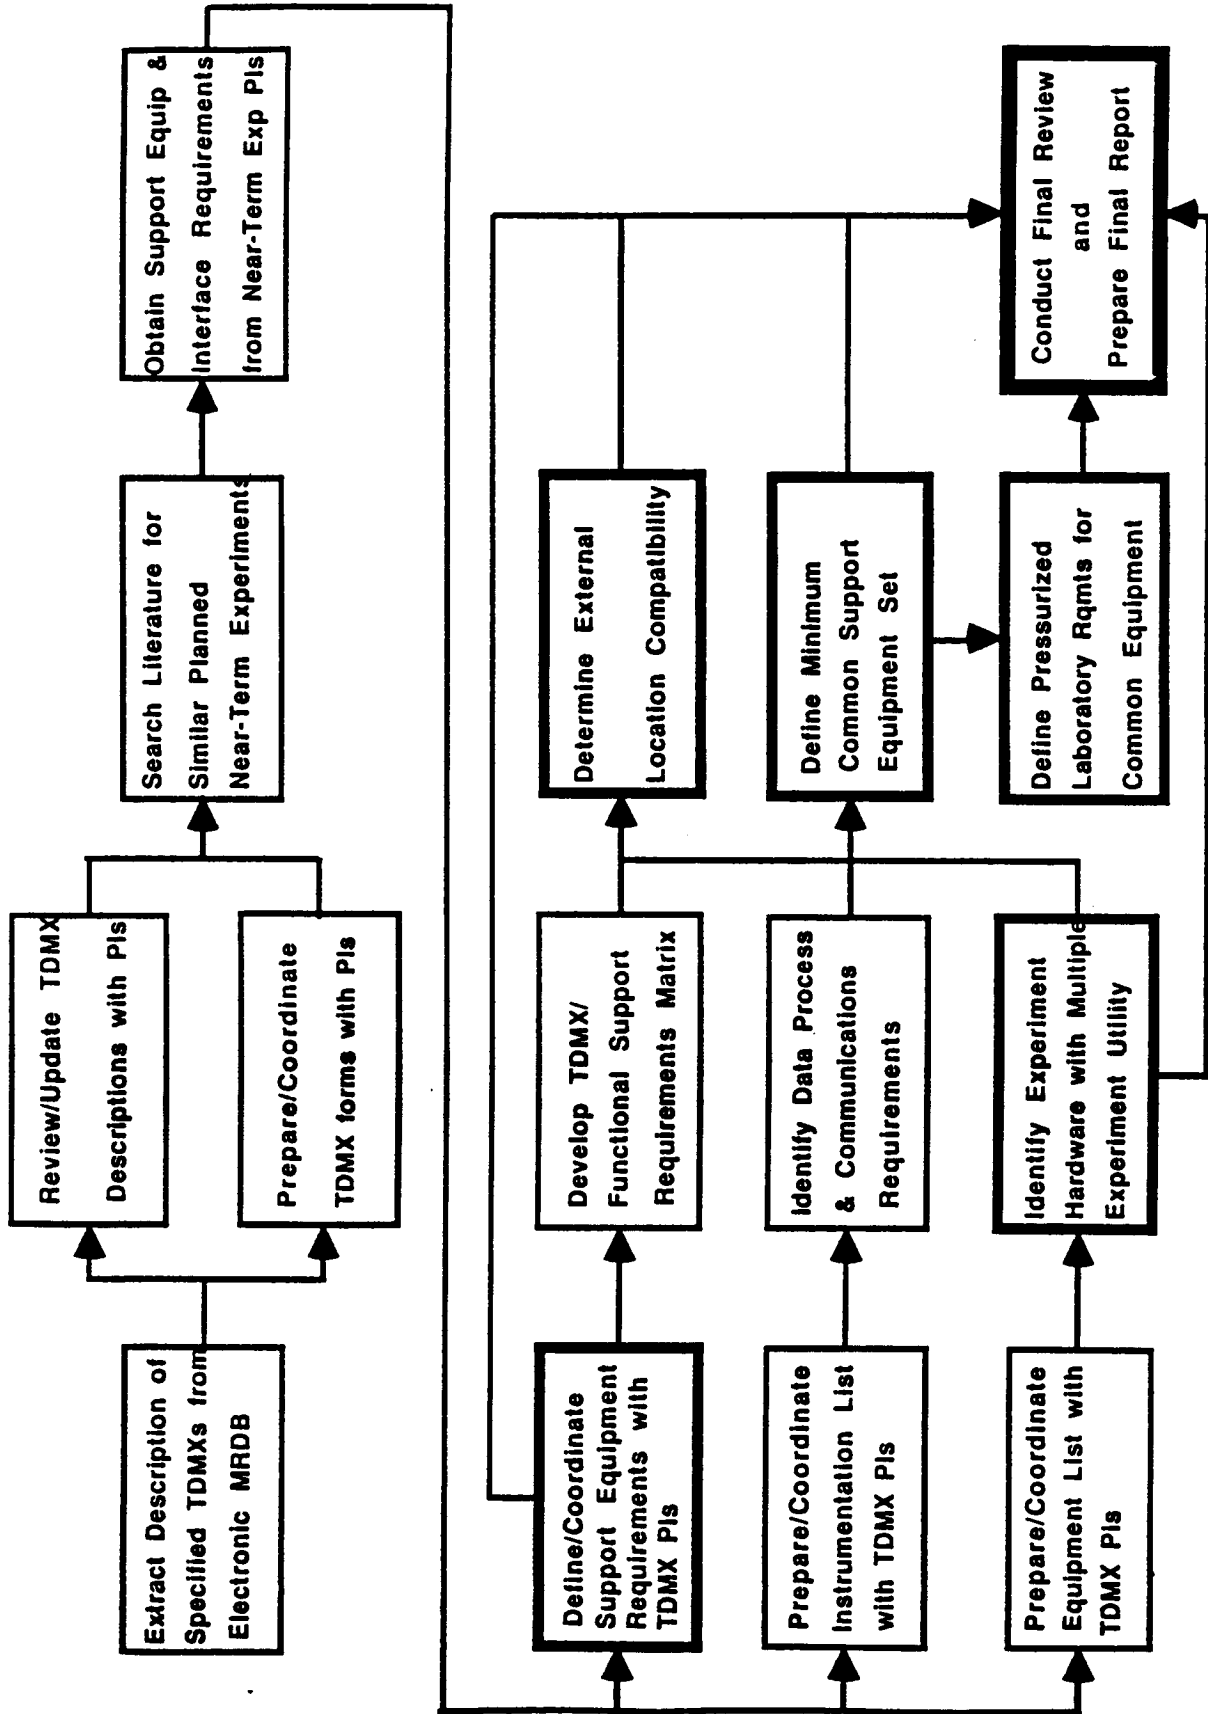 Extract Description of
Specified TDMXs from
Electronic MRDB
Review/Update TDMX
Descriptions with PIs
Prepare/Coordinate
TDMX forms with PIs
Search Literature for
Similar Planned
Near-Term Experiments
Obtain Support Equip &
Interface Requirements
from Near-Term Exp PIs
Define/Coordinate
Support Equipment
Requirements with
TDMX PIs
Develop TDMX/
Functional Support
Requirements Matrix
Determine External
Location Compatibility
Prepare/Coordinate
Instrumentation List
with TDMX PIs
Identify Data Process
& Communications
Requirements
Define Minimum
Common Support
Equipment Set
Prepare/Coordinate
Equipment List with
TDMX PIs
Identify Experiment
Hardware with Multiple
Experiment Utility
Define Pressurized
Laboratory Rqmts for
Common Equipment
Conduct Final Review
and
Prepare Final Report